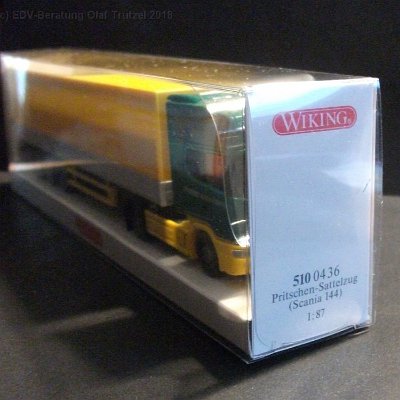 (c) EDV-Beratung Olaf Trutzel 2018
WIKING®
510 0436
Pritschen-Sattelzug
(Scania 144)
1:87